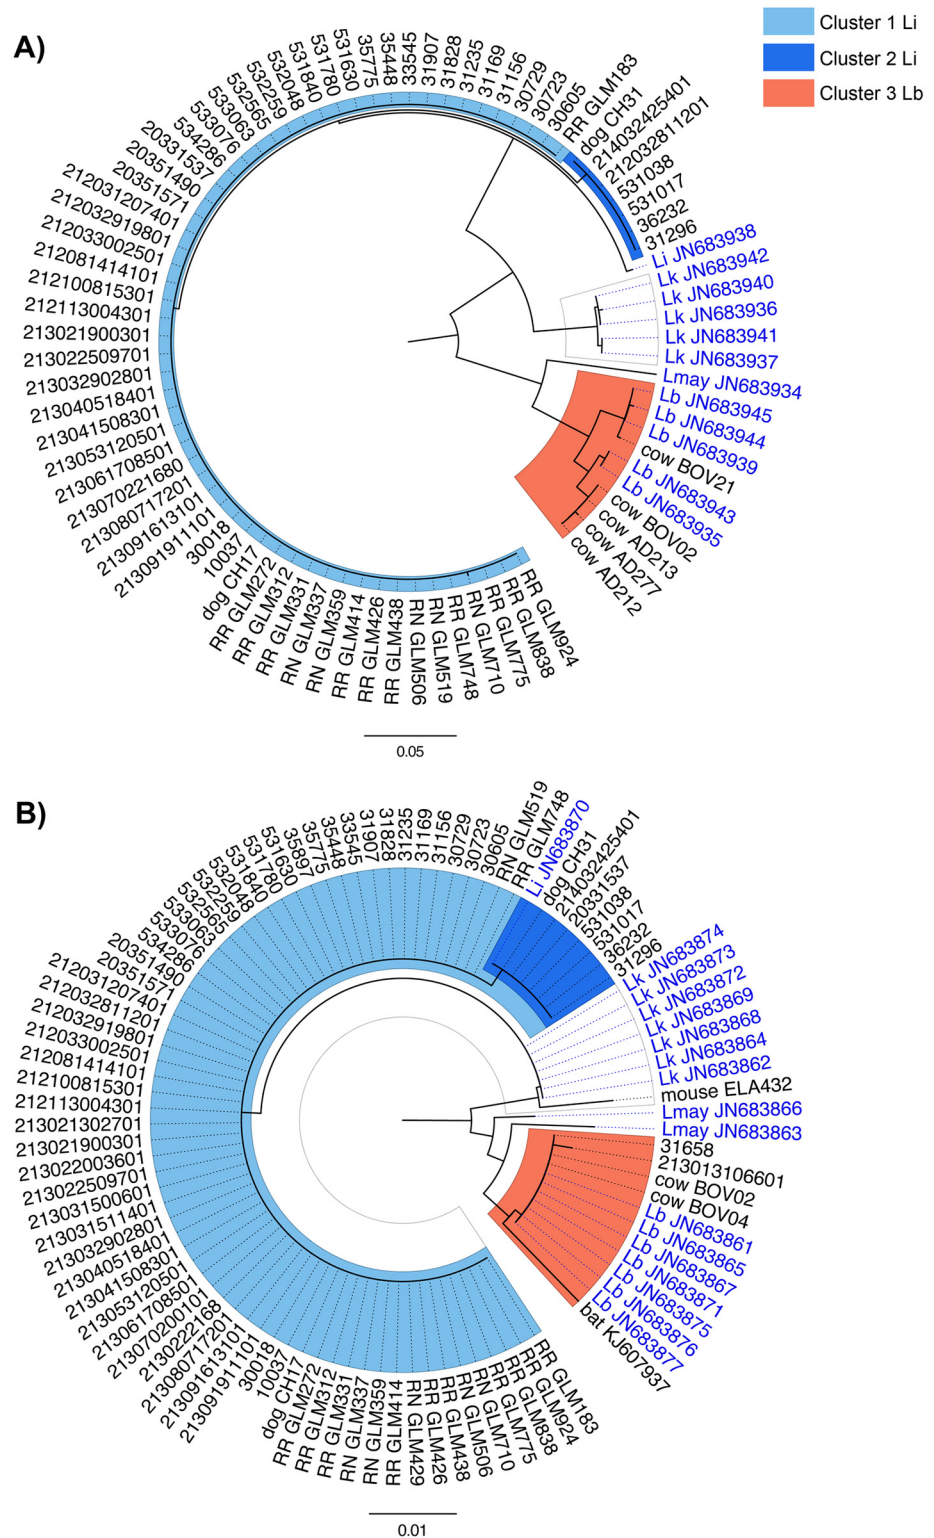 A)
Cluster 1 Li
Cluster 2 Li
Cluster 3 Lb
RR GLM183
dog CH31
214032425401
212032811201
531038
531017
36232
31296
Li JN683938
Lk JN683942
Lk JN683940
Lk JN683936
Lk JN683941
Lk JN683937
Lmay JN683934
Lb JN683945
Lb JN683944
Lb JN683939
cow BOV21
Lb JN683943
Lb JN683935
cow BOV02
cow AD213
cow AD277
cow AD212
RR GLM924
RR GLM838
RR GLM775
RN GLM710
RR GLM748
RN GLM519
RN GLM506
RR GLM438
RR GLM426
RR GLM414
RN GLM359
RN GLM337
RR GLM331
RR GLM312
RR GLM272
dog CH17
10037
30018
213091911101
213091613101
213080717201
213070221680
213061708501
213053120501
213041508301
213040518401
213032902801
213022509701
213021900301
212113004301
212100815301
212081414101
212033002501
212032919801
212031207401
20351571
20351490
20331537
534286
533076
533063
532565
532259
532048
531840
531780
531630
35775
35448
33545
31907
31828
31235
31169
31156
30729
30723
30605
0.05
B)
RN GLM519
RR GLM748
Li JN683870
dog CH31
214032425401
20331537
531038
531017
36232
31296
Lk JN683874
Lk JN683873
Lk JN683872
Lk JN683869
Lk JN683868
Lk JN683864
Lk JN683862
mouse ELA432
Lmay JN683866
Lmay JN683863
31658
213013106601
cow BOV02
cow BOV04
Lb JN683861
Lb JN683865
Lb JN683867
Lb JN683871
Lb JN683875
Lb JN683876
Lb JN683877
bat KJ607937
RR GLM183
RR GLM924
RR GLM838
RR GLM775
RN GLM710
RN GLM506
RR GLM438
RR GLM426
RN GLM429
RR GLM414
RN GLM359
RN GLM337
RR GLM331
RR GLM312
RR GLM272
dog CH17
10037
30018
213091911101
213091613101
213080717201
2130222168
213070200101
213061708501
213053120501
213041508301
213040518401
213032902801
213031511401
213031500601
213022509701
213022003601
213021900301
213021302701
212113004301
212100815301
212081414101
212033002501
212032919801
212032811201
212031207401
20351571
20351490
534286
533076
533063
532565
532259
532048
531840
531780
531630
35897
35775
35448
33545
31907
31828
31235
31169
31156
30729
30723
30605
0.01